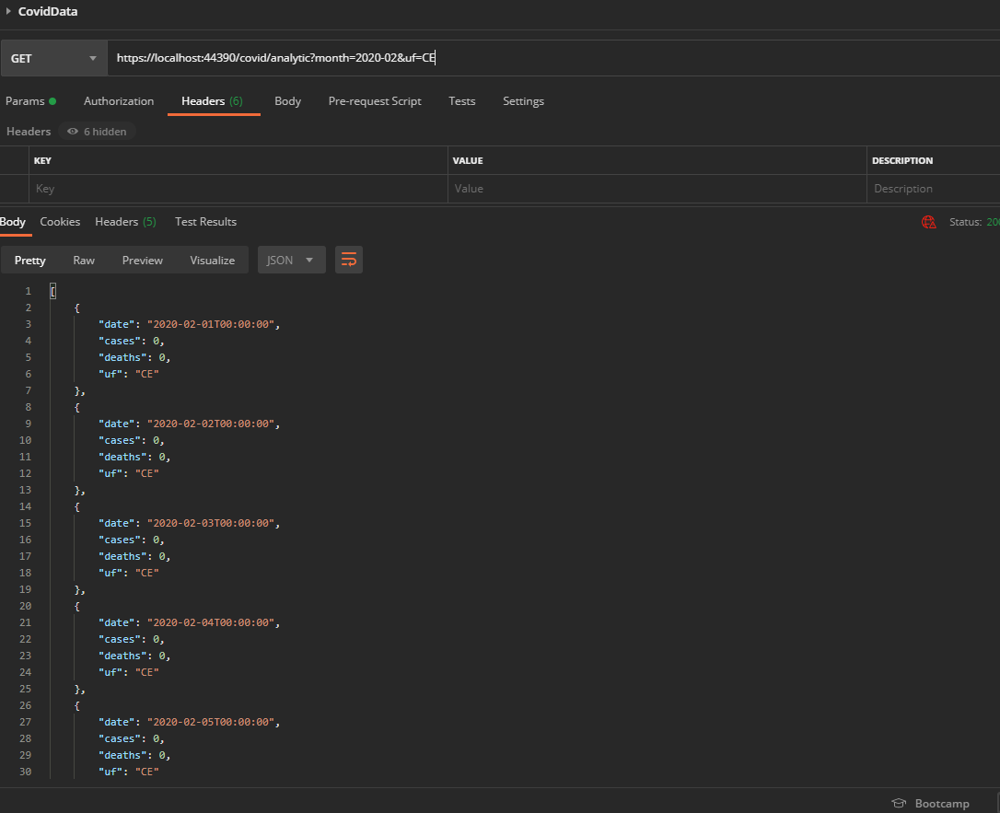 CovidData
GET https://localhost:44390/covid/analytic?month=2020-02&uf=CE
Params Authorization Headers (6) Body Pre-request Script Tests Settings
Headers 6 hidden
KEY VALUE DESCRIPTION
Key Value Description
Body Cookies Headers (5) Test Results Status: 200
Pretty Raw Preview Visualize JSON
1 [
2 {
3 "date": "2020-02-01T00:00:00",
4 "cases": 0,
5 "deaths": 0,
6 "uf": "CE"
7 },
8 {
9 "date": "2020-02-02T00:00:00",
10 "cases": 0,
11 "deaths": 0,
12 "uf": "CE"
13 },
14 {
15 "date": "2020-02-03T00:00:00",
16 "cases": 0,
17 "deaths": 0,
18 "uf": "CE"
19 },
20 {
21 "date": "2020-02-04T00:00:00",
22 "cases": 0,
23 "deaths": 0,
24 "uf": "CE"
25 },
26 {
27 "date": "2020-02-05T00:00:00",
28 "cases": 0,
29 "deaths": 0,
30 "uf": "CE"
Bootcamp